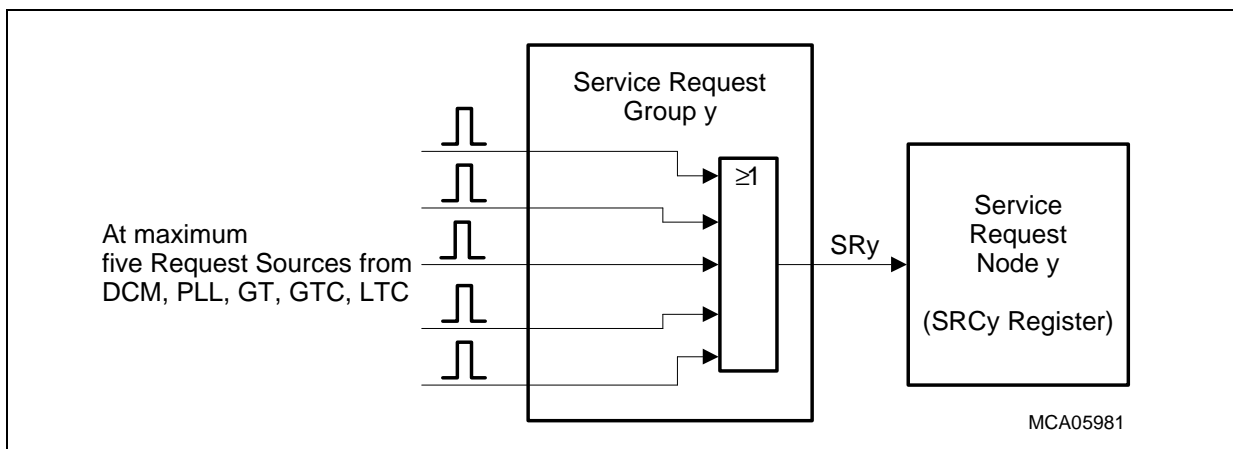 Service Request
Group y
≥1
At maximum
five Request Sources from
DCM, PLL, GT, GTC, LTC
SRy
Service
Request
Node y
(SRCy Register)
MCA05981